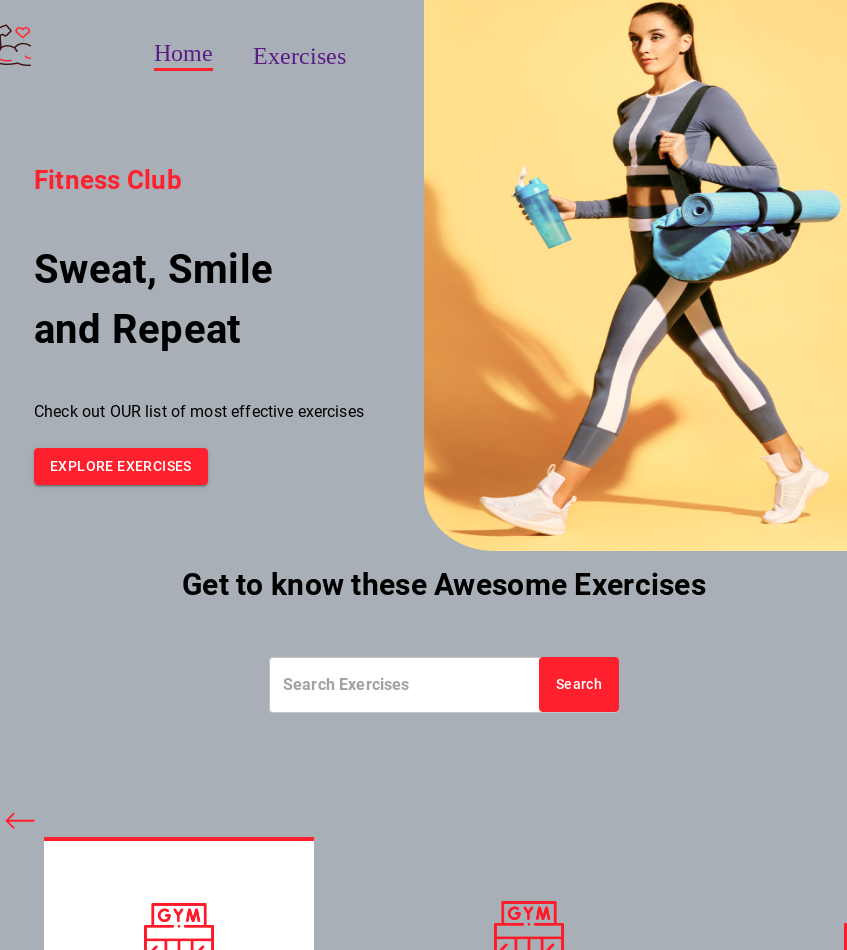 Home
Exercises
Fitness Club
Sweat, Smile
and Repeat
Check out OUR list of most effective exercises
EXPLORE EXERCISES
Get to know these Awesome Exercises
Search Exercises
Search
GYM
GYM